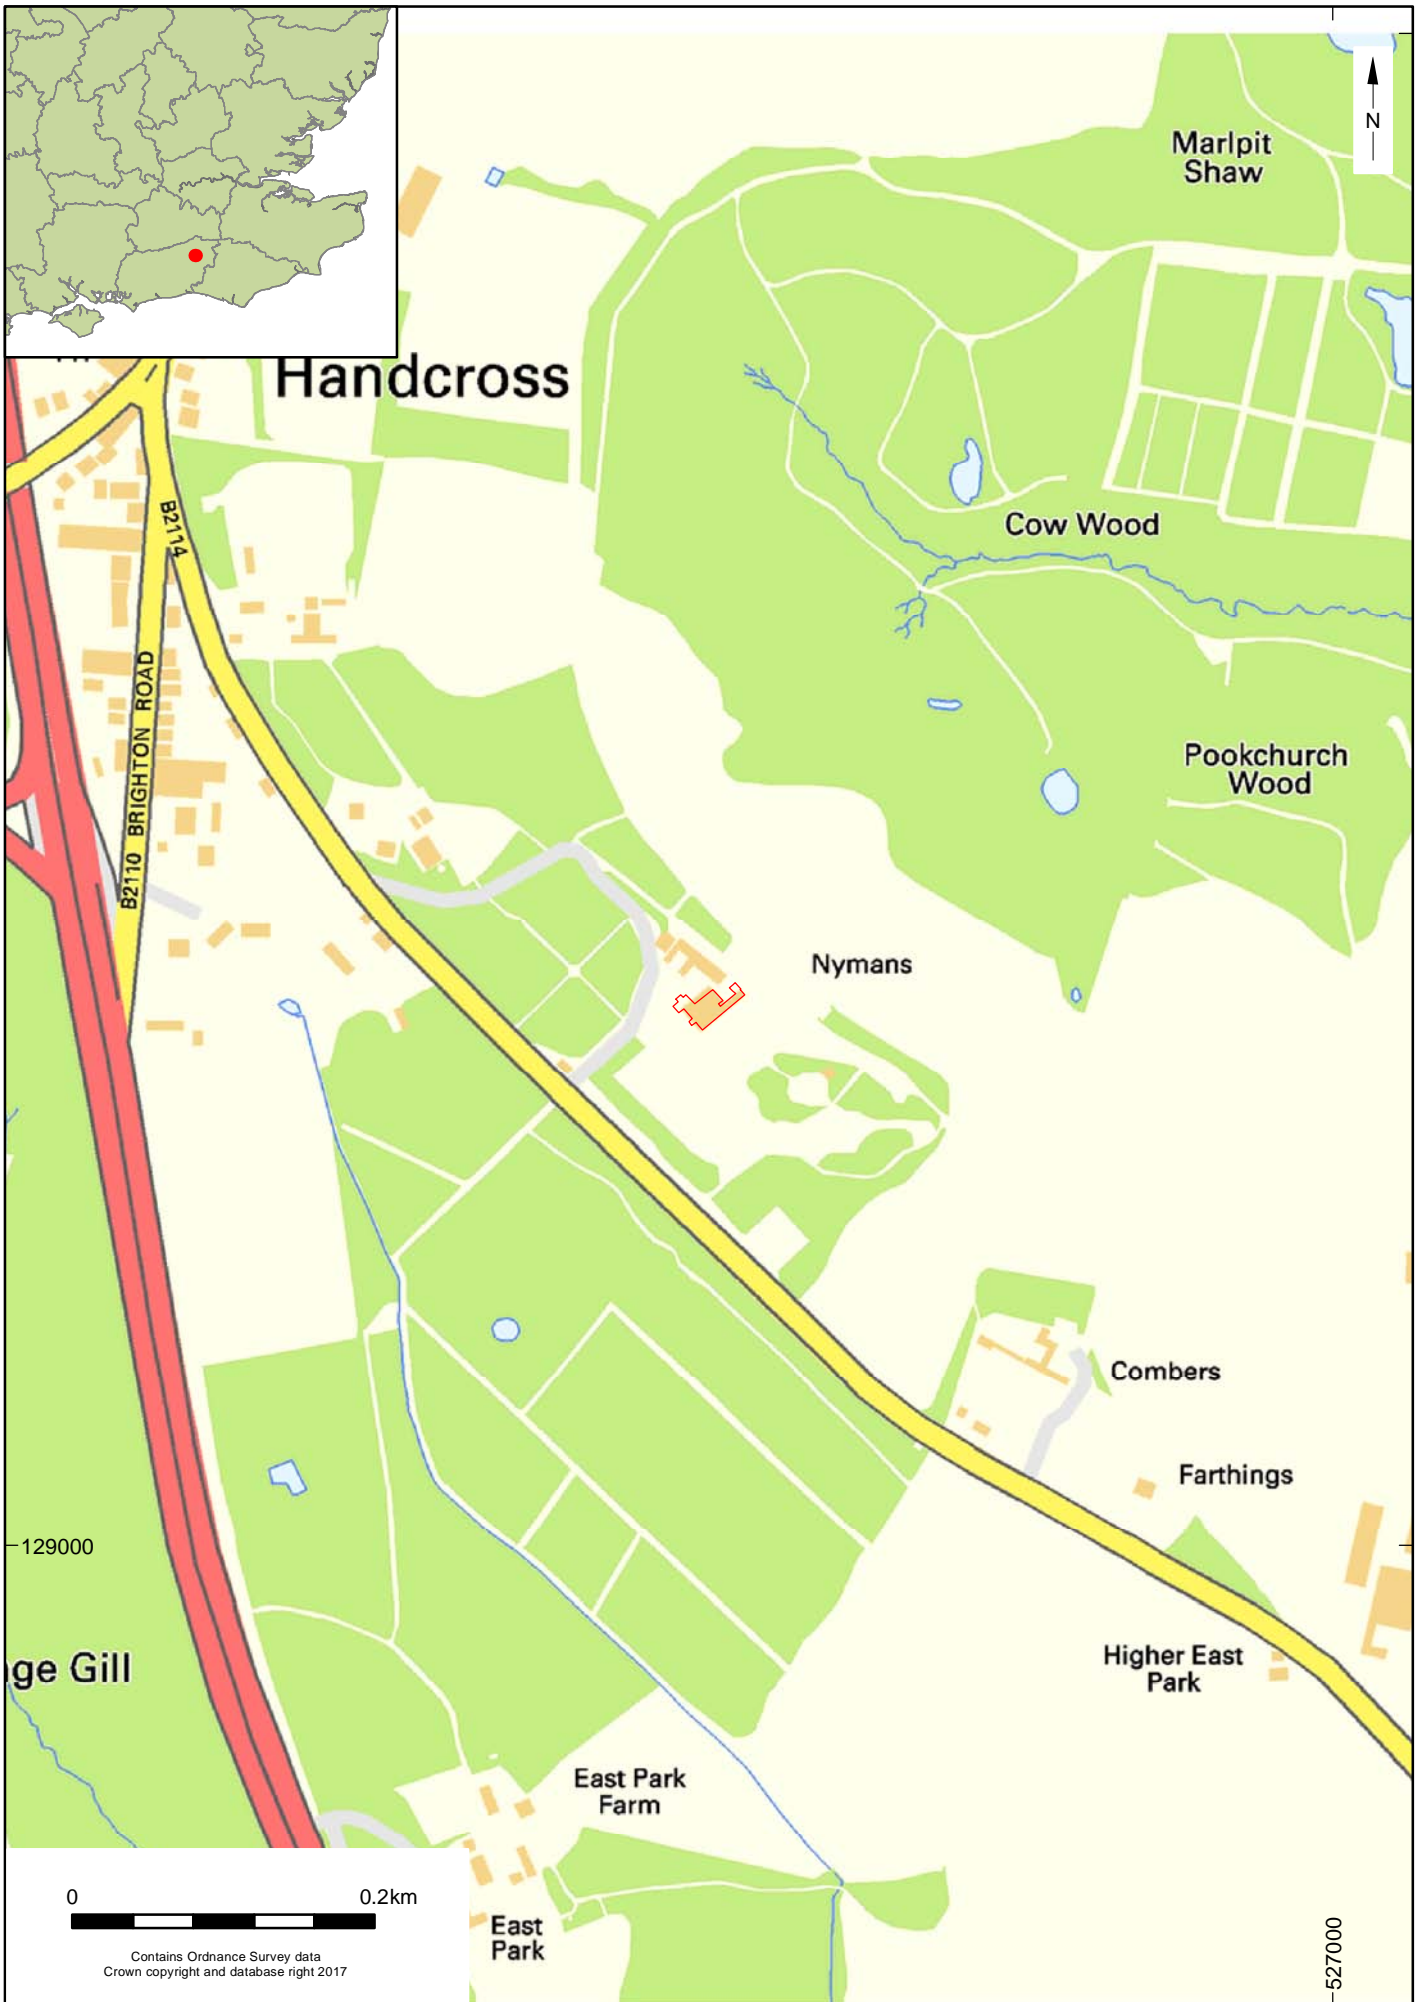 N
Marlpit
Shaw
Handcross
B2114
Cow Wood
B2110 BRIGHTON ROAD
Pookchurch
Wood
Nymans
Combers
Farthings
129000
Higher East
Park
ge Gill
East Park
Farm
0 0.2km
East
Park
Contains Ordnance Survey data
Crown copyright and database right 2017
527000